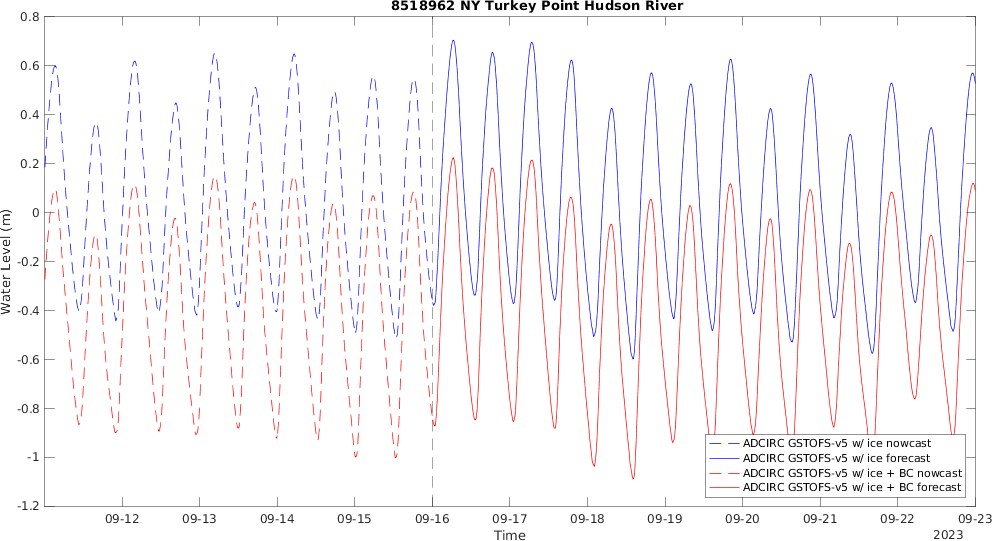 8518962 NY Turkey Point Hudson River
Water Level (m)
0.8
0.6
0.4
0.2
0
-0.2
-0.4
-0.6
-0.8
-1
-1.2
ADCIRC GSTOFS-v5 w/ ice nowcast
ADCIRC GSTOFS-v5 w/ ice forecast
ADCIRC GSTOFS-v5 w/ ice + BC nowcast
ADCIRC GSTOFS-v5 w/ ice + BC forecast
09-12 09-13 09-14 09-15 09-16 09-17 09-18 09-19 09-20 09-21 09-22 09-23
Time
2023